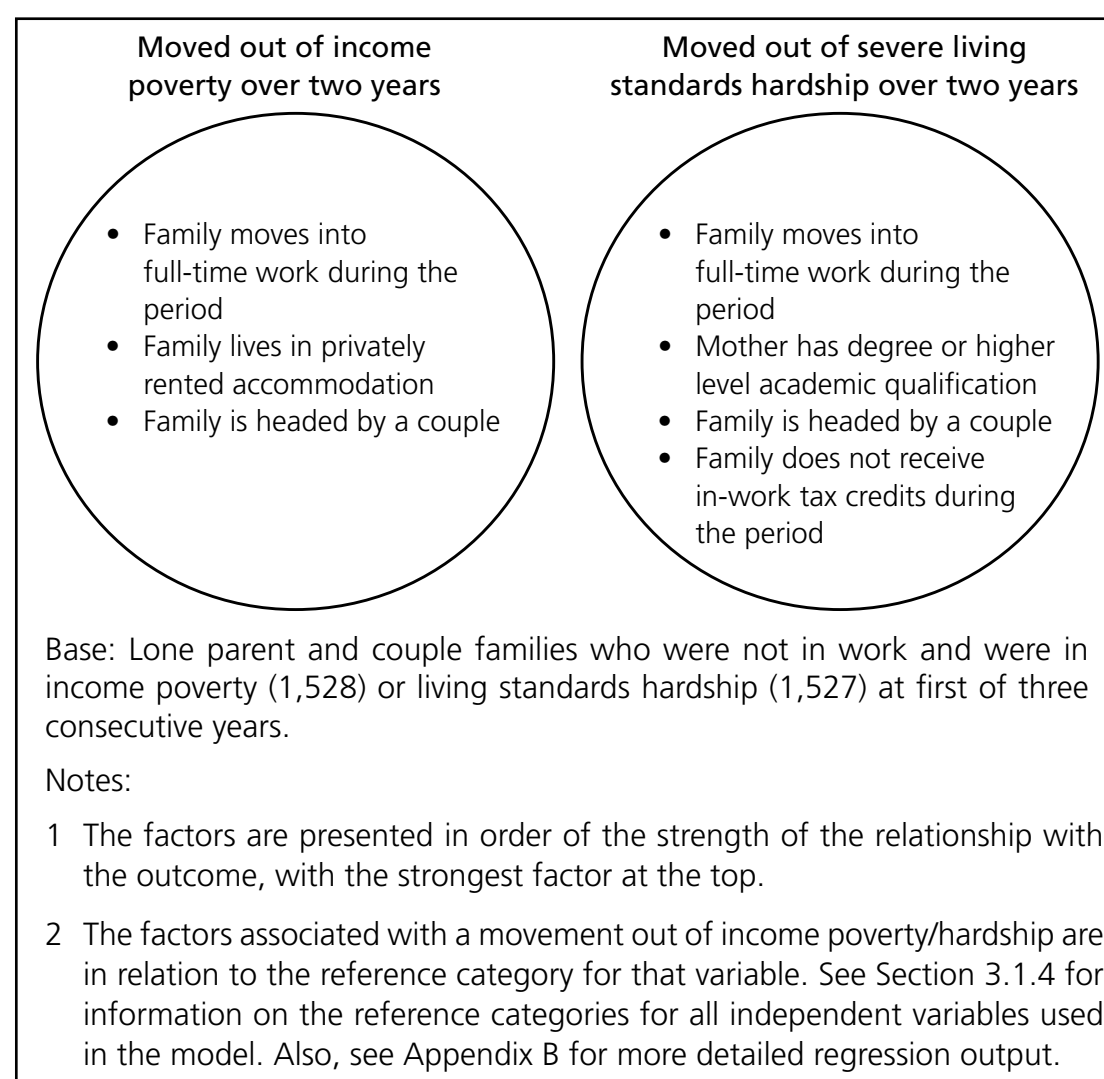 Moved out of income
poverty over two years
• Family moves into
full-time work during the
period
• Family lives in privately
rented accommodation
• Family is headed by a couple
Moved out of severe living
standards hardship over two years
• Family moves into
full-time work during the
period
• Mother has degree or higher
level academic qualification
• Family is headed by a couple
• Family does not receive
in-work tax credits during
the period
Base: Lone parent and couple families who were not in work and were in
income poverty (1,528) or living standards hardship (1,527) at first of three
consecutive years.
Notes:
1 The factors are presented in order of the strength of the relationship with
the outcome, with the strongest factor at the top.
2 The factors associated with a movement out of income poverty/hardship are
in relation to the reference category for that variable. See Section 3.1.4 for
information on the reference categories for all independent variables used
in the model. Also, see Appendix B for more detailed regression output.